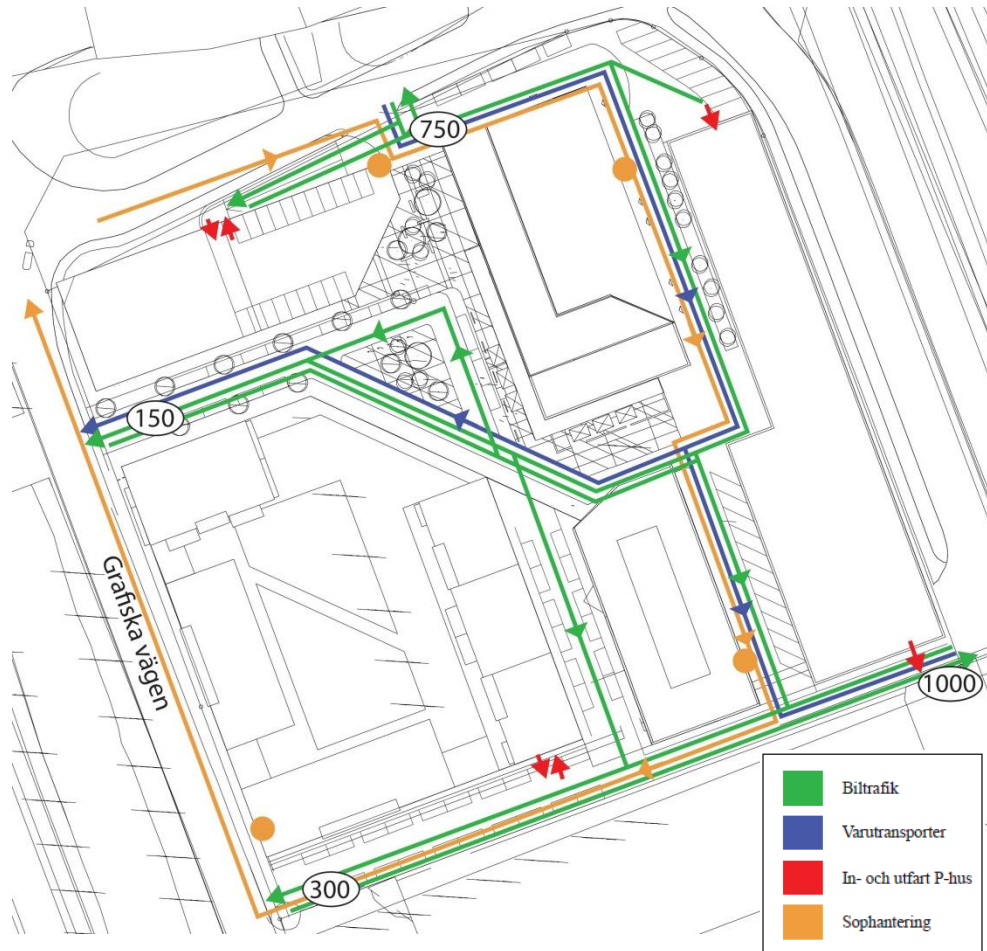 750
150
Grafiska vägen
1000
300
Biltrafik
Varutransporter
In- och utfart P-hus
Sophantering